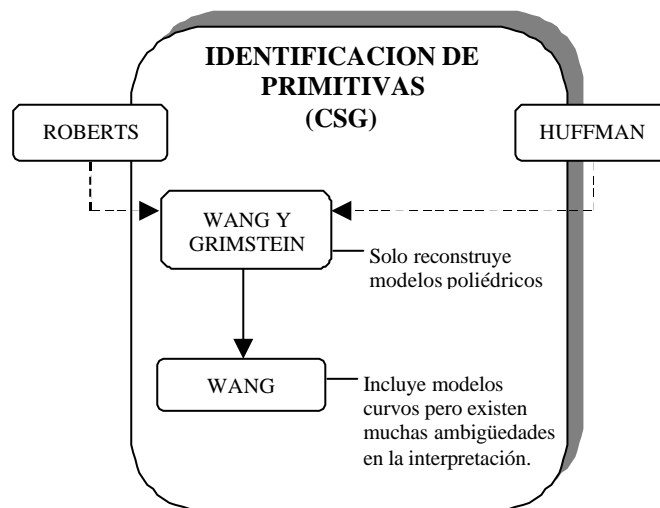 IDENTIFICACION DE
PRIMITIVAS
(CSG)
ROBERTS
HUFFMAN
WANG Y
GRIMSTEIN
Solo reconstruye
modelos poliédricos
WANG
Incluye modelos
curvos pero existen
muchas ambigüedades
en la interpretación.